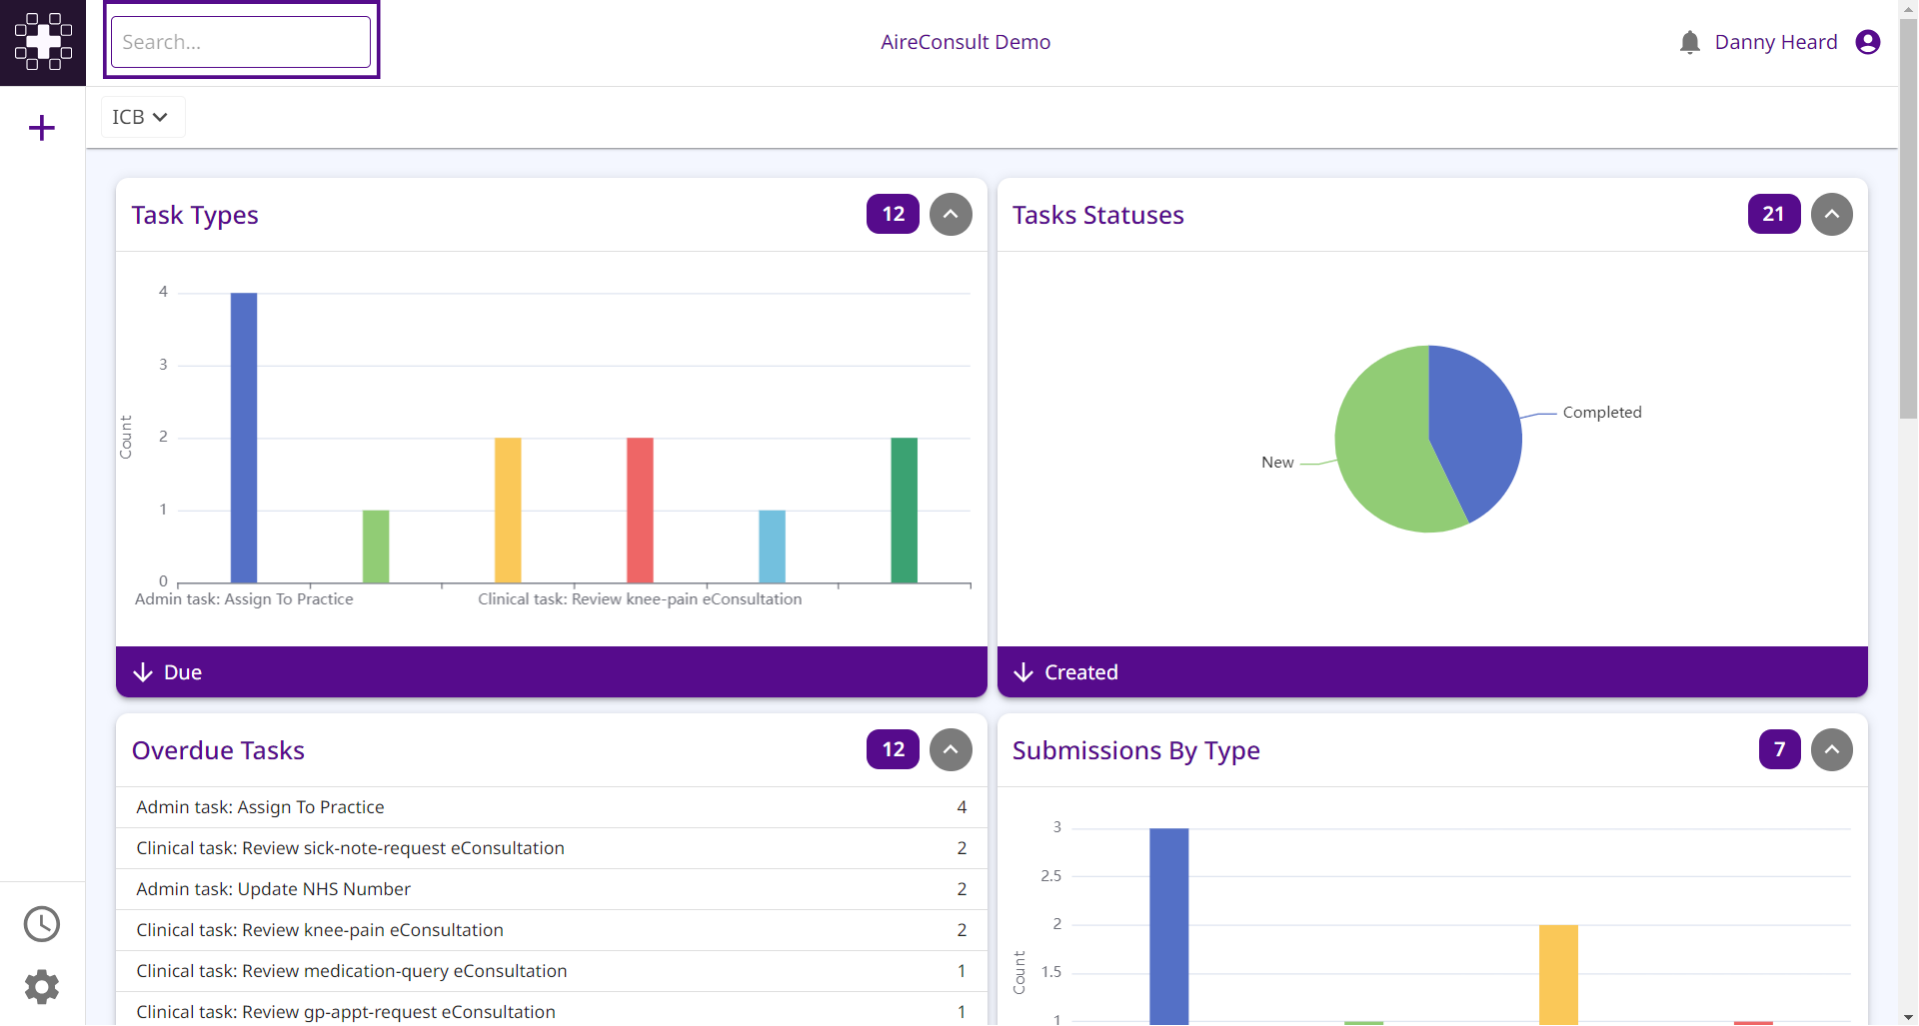 Search...
AireConsult Demo
Danny Heard
ICB
Task Types
12
Count
4
3
2
1
0
Admin task: Assign To Practice
Clinical task: Review knee-pain eConsultation
Due
Tasks Statuses
21
Completed
New
Created
Overdue Tasks
12
Admin task: Assign To Practice 4
Clinical task: Review sick-note-request eConsultation 2
Admin task: Update NHS Number 2
Clinical task: Review knee-pain eConsultation 2
Clinical task: Review medication-query eConsultation 1
Clinical task: Review gp-appt-request eConsultation 1
Submissions By Type
7
Count
3
2.5
2
1.5
1